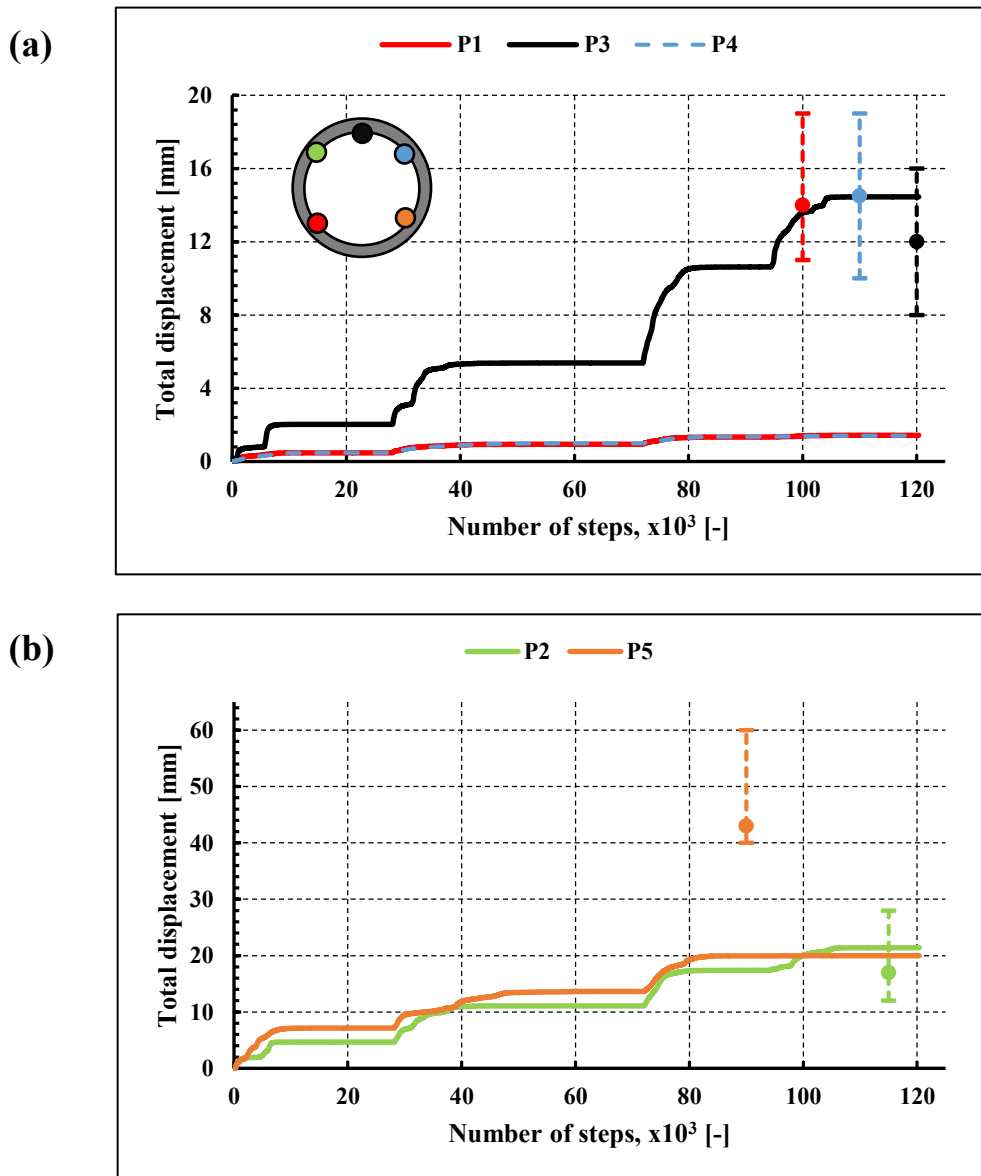 (a)
P1 P3 P4
20
16
12
8
4
0
Total displacement [mm]
0 20 40 60 80 100 120
Number of steps, x10³ [-]
(b)
P2 P5
60
50
40
30
20
10
0
Total displacement [mm]
0 20 40 60 80 100 120
Number of steps, x10³ [-]